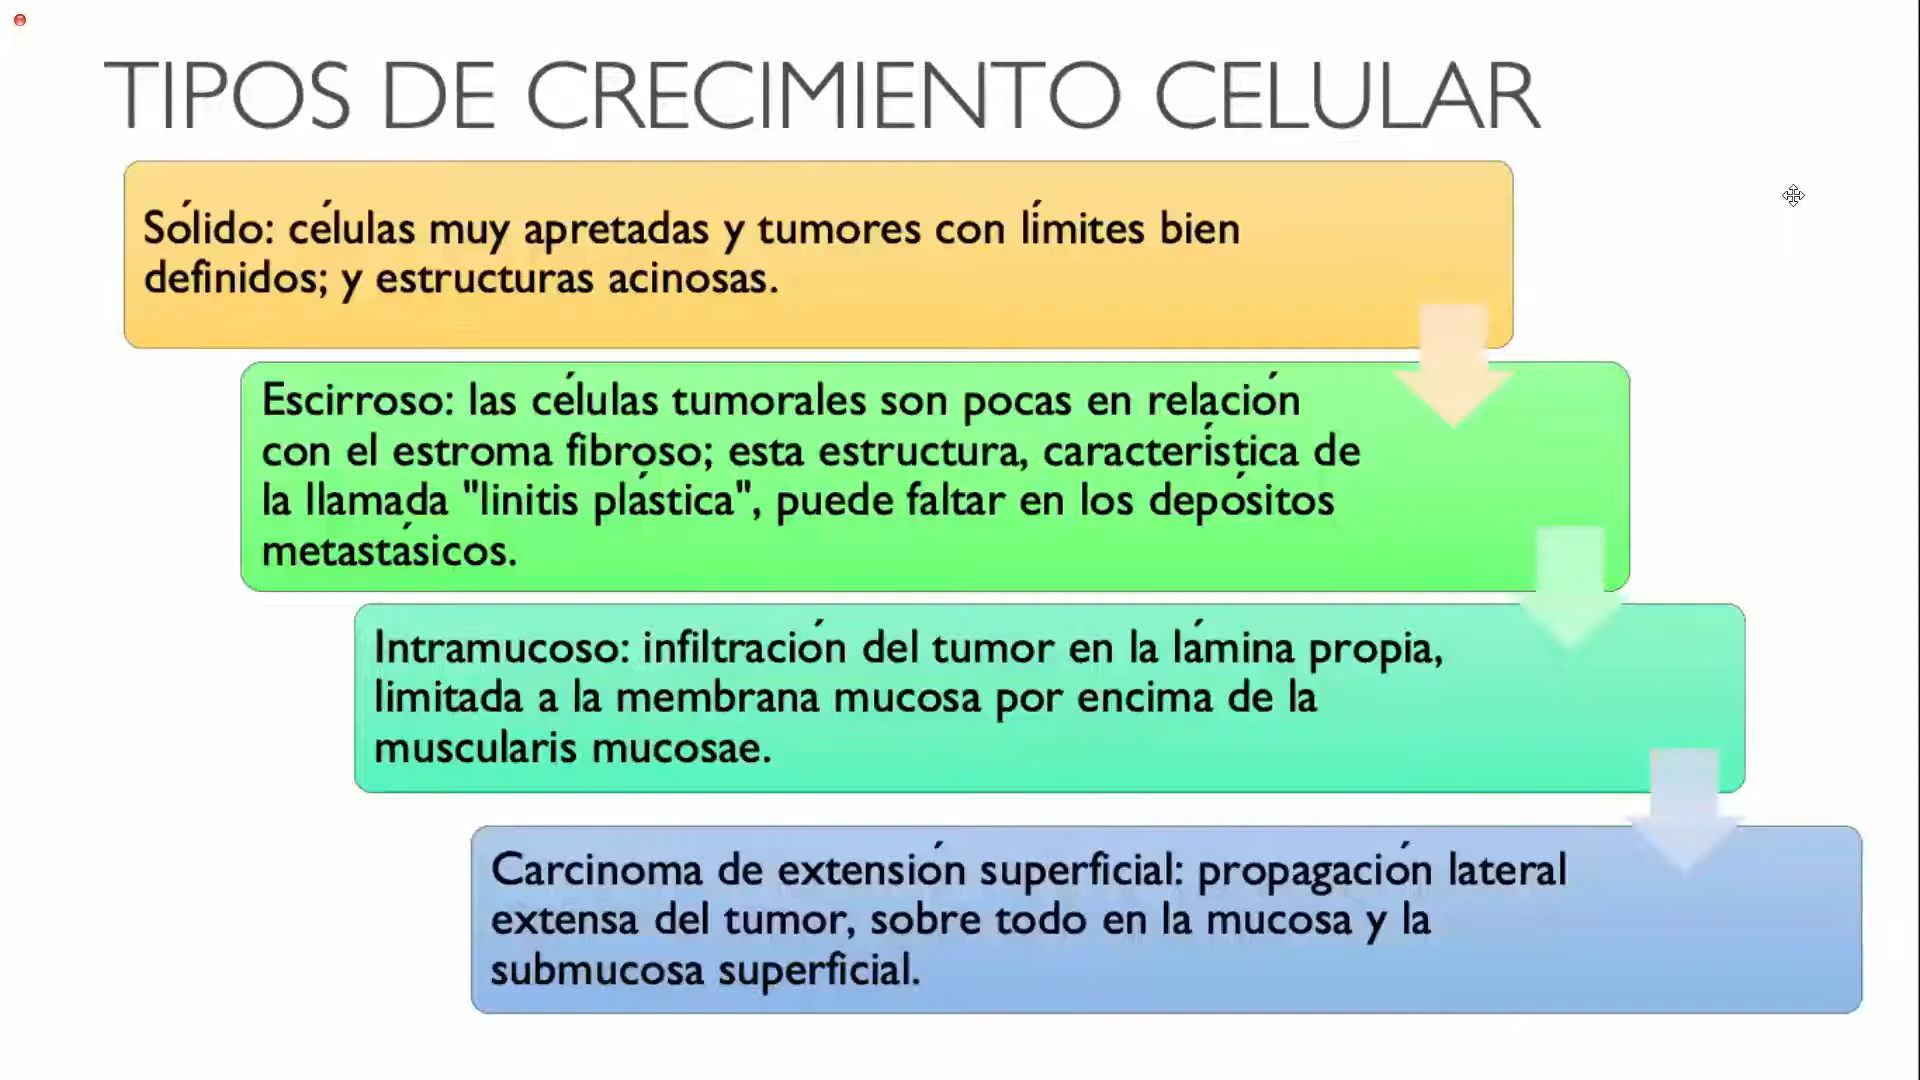 TIPOS DE CRECIMIENTO CELULAR
Sólido: células muy apretadas y tumores con límites bien
definidos; y estructuras acinosas.
Escirroso: las células tumorales son pocas en relación
con el estroma fibroso; esta estructura, característica de
la llamada "linitis plástica", puede faltar en los depósitos
metastásicos.
Intramucoso: infiltración del tumor en la lámina propia,
limitada a la membrana mucosa por encima de la
muscularis mucosae.
Carcinoma de extensión superficial: propagación lateral
extensa del tumor, sobre todo en la mucosa y la
submucosa superficial.